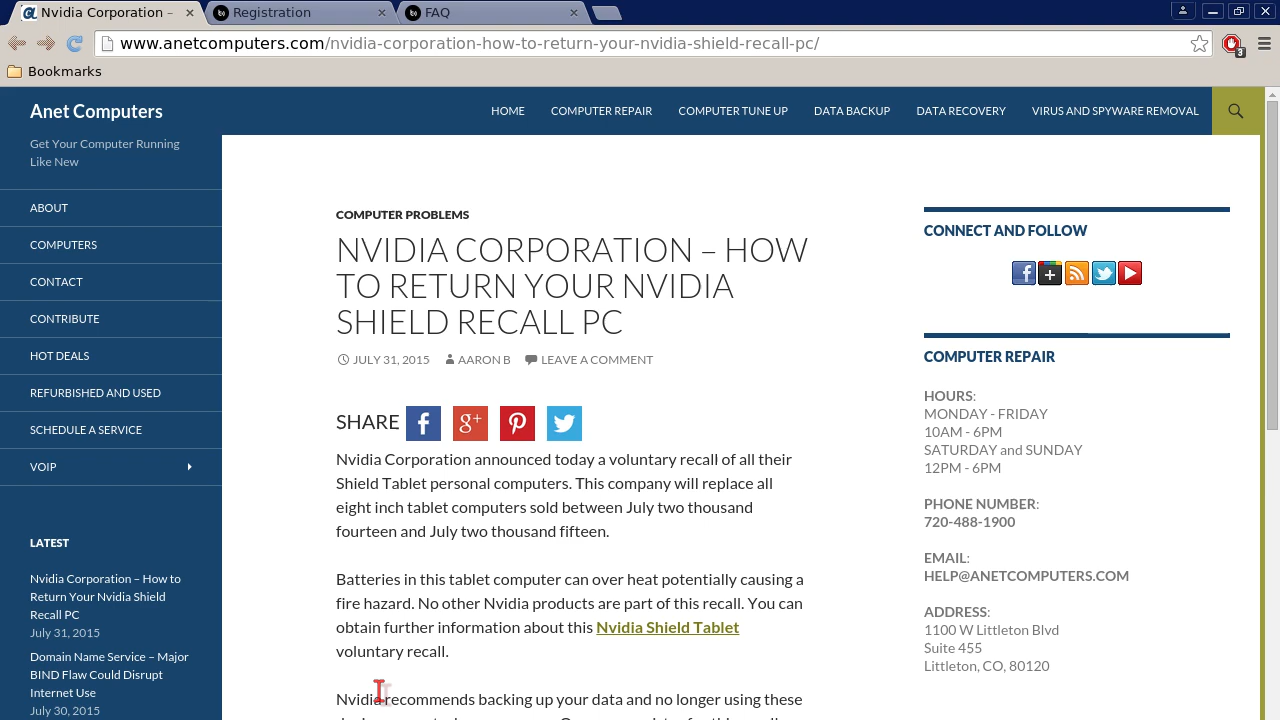 Nvidia Corporation –
Registration
FAQ
www.anetcomputers.com/nvidia-corporation-how-to-return-your-nvidia-shield-recall-pc/
3
Bookmarks
Anet Computers
HOME COMPUTER REPAIR COMPUTER TUNE UP DATA BACKUP DATA RECOVERY VIRUS AND SPYWARE REMOVAL
Get Your Computer Running
Like New
ABOUT
COMPUTERS
CONTACT
CONTRIBUTE
HOT DEALS
REFURBISHED AND USED
SCHEDULE A SERVICE
VOIP
LATEST
Nvidia Corporation – How to
Return Your Nvidia Shield
Recall PC
July 31, 2015
Domain Name Service – Major
BIND Flaw Could Disrupt
Internet Use
July 30, 2015
COMPUTER PROBLEMS
NVIDIA CORPORATION – HOW
TO RETURN YOUR NVIDIA
SHIELD RECALL PC
JULY 31, 2015 AARON B LEAVE A COMMENT
SHARE
Nvidia Corporation announced today a voluntary recall of all their
Shield Tablet personal computers. This company will replace all
eight inch tablet computers sold between July two thousand
fourteen and July two thousand fifteen.
Batteries in this tablet computer can over heat potentially causing a
fire hazard. No other Nvidia products are part of this recall. You can
obtain further information about this Nvidia Shield Tablet
voluntary recall.
Nvidia recommends backing up your data and no longer using these
CONNECT AND FOLLOW
COMPUTER REPAIR
HOURS:
MONDAY - FRIDAY
10AM - 6PM
SATURDAY and SUNDAY
12PM - 6PM
PHONE NUMBER:
720-488-1900
EMAIL:
HELP@ANETCOMPUTERS.COM
ADDRESS:
1100 W Littleton Blvd
Suite 455
Littleton, CO, 80120